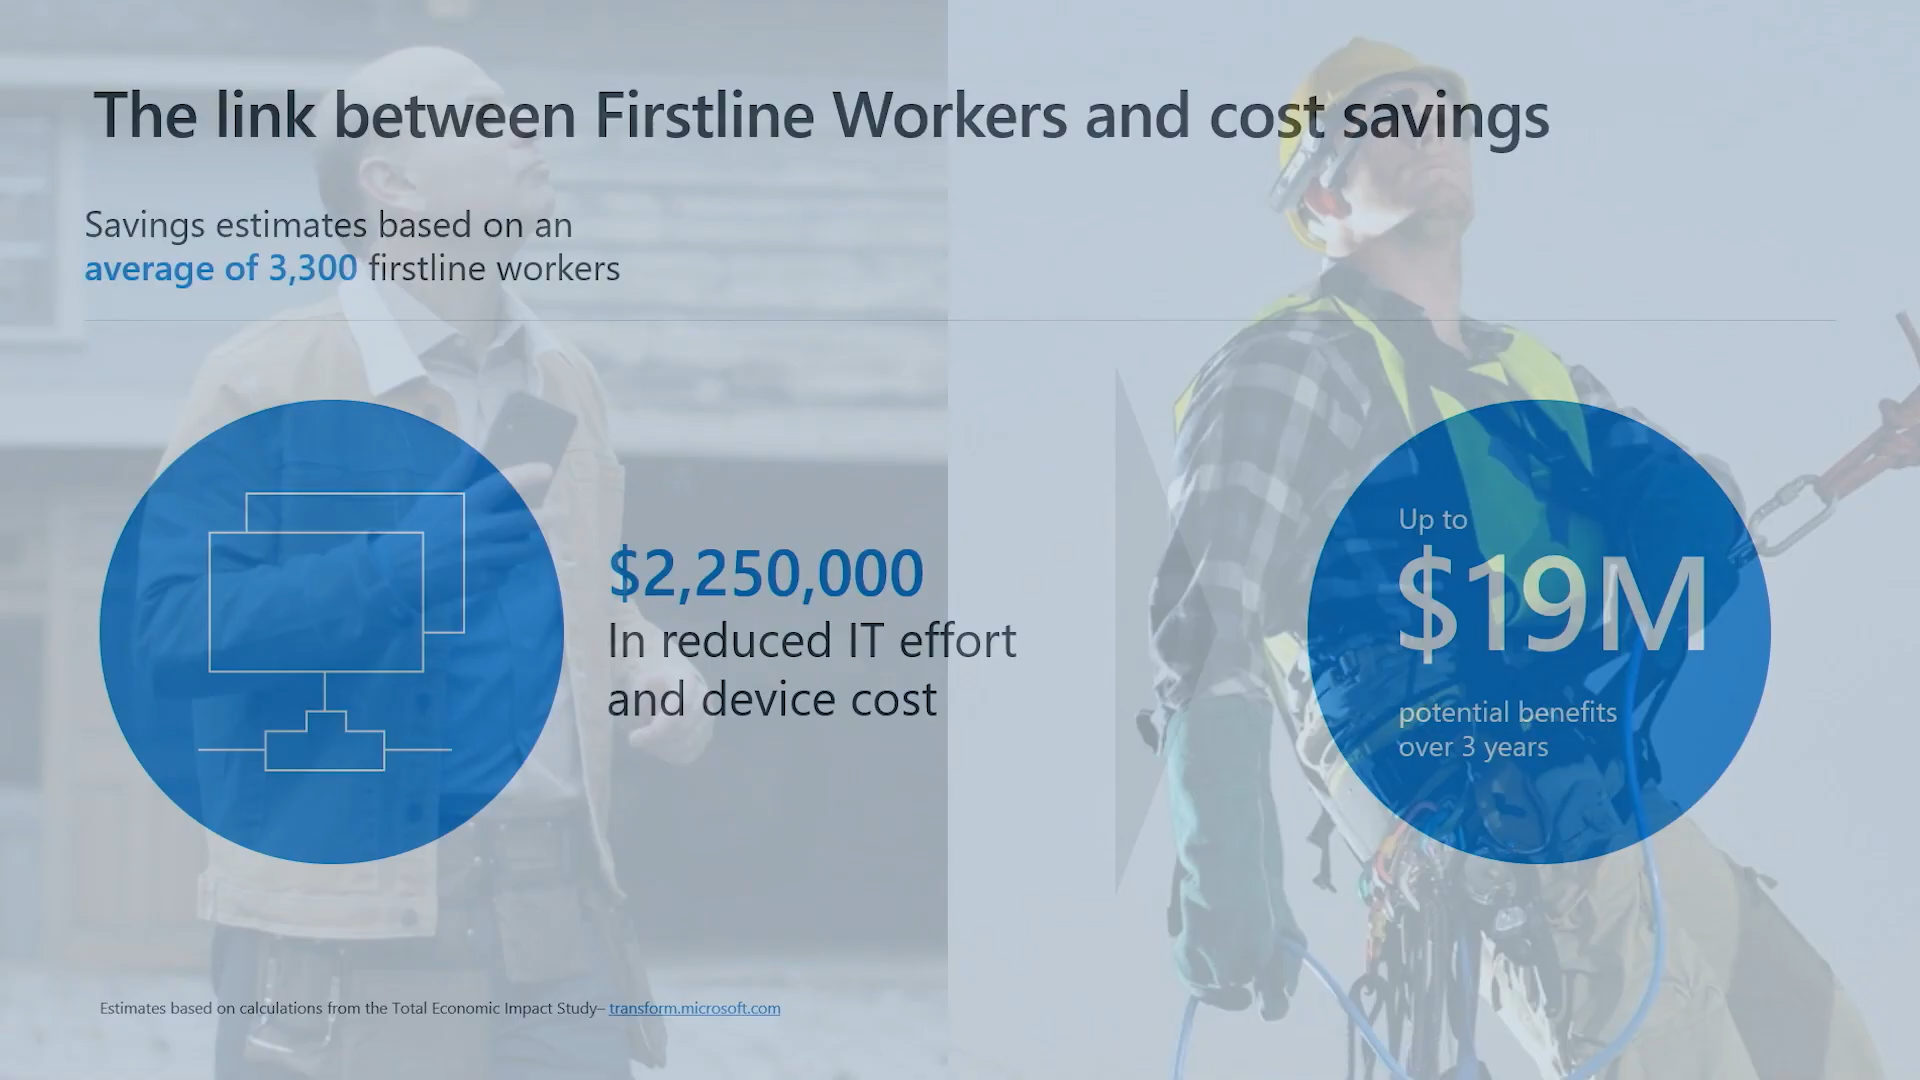 The link between Firstline Workers and cost savings
Savings estimates based on an
average of 3,300 firstline workers
$2,250,000
In reduced IT effort
and device cost
Up to
$19M
potential benefits
over 3 years
Estimates based on calculations from the Total Economic Impact Study– transform.microsoft.com